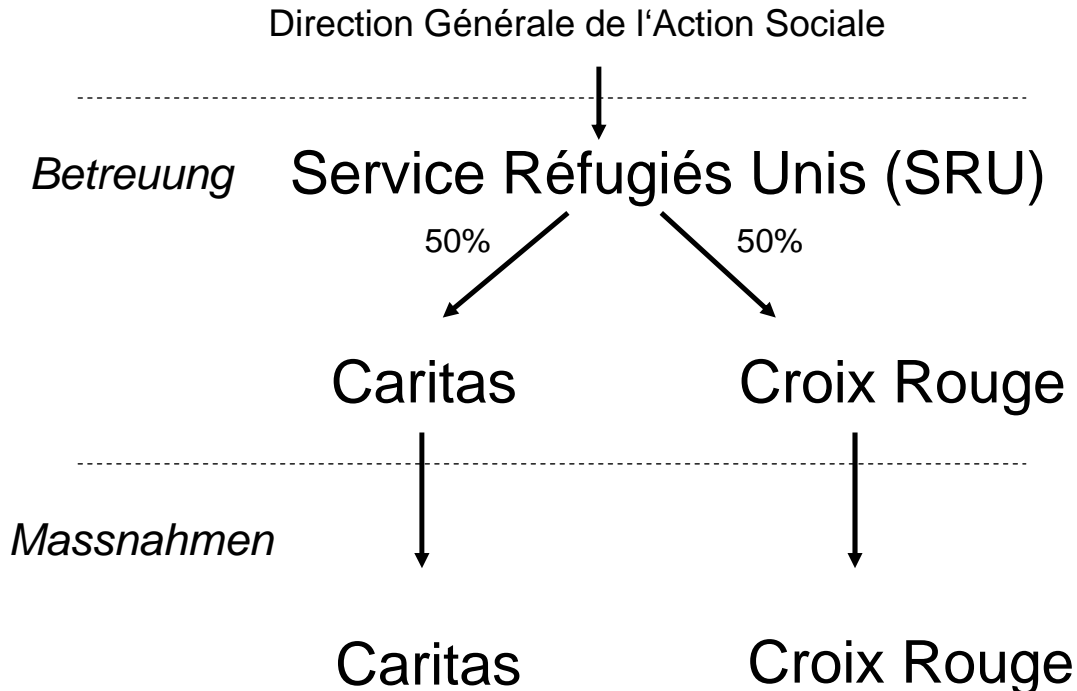 Direction Générale de l‘Action Sociale
Betreuung Service Réfugiés Unis (SRU)
50% 50%
Caritas Croix Rouge
Massnahmen
Caritas Croix Rouge